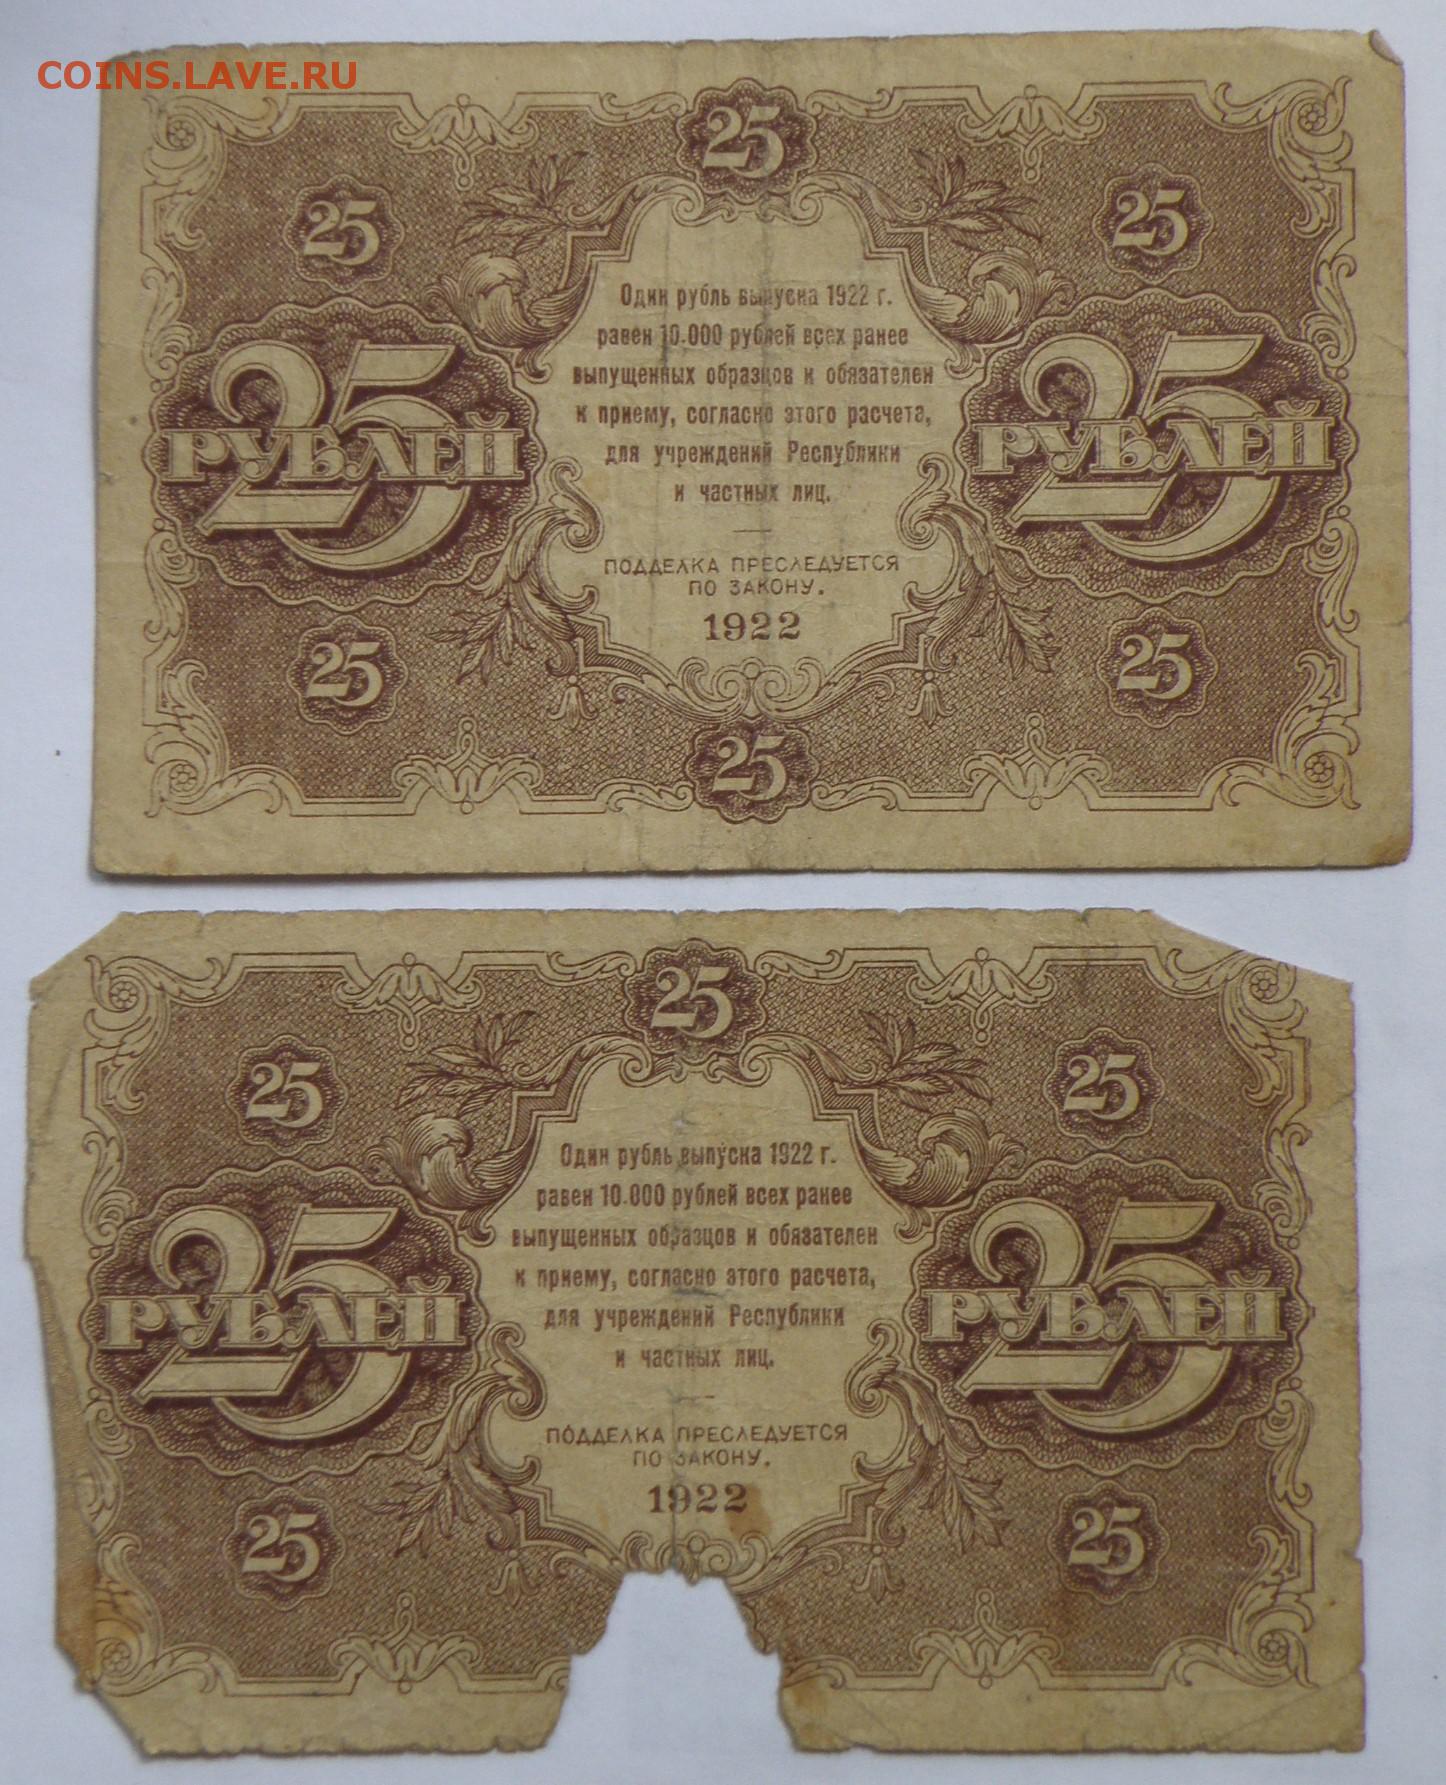 COINS.LAVE.RU
25
25
25
Один рубль выпуска 1922 г.
равен 10.000 рублей всех ранее
выпущенных образцов и обязателен
к приему, согласно этого расчета,
для учреждений Республики
и частных лиц.
25 РУБЛЕЙ
25 РУБЛЕЙ
ПОДДЕЛКА ПРЕСЛЕДУЕТСЯ
ПО ЗАКОНУ.
1922
25
25
25
25
25
25
Один рубль выпуска 1922 г.
равен 10.000 рублей всех ранее
выпущенных образцов и обязателен
к приему, согласно этого расчета,
для учреждений Республики
и частных лиц.
25 РУБЛЕЙ
25 РУБЛЕЙ
ПОДДЕЛКА ПРЕСЛЕДУЕТСЯ
ПО ЗАКОНУ.
1922
25
25